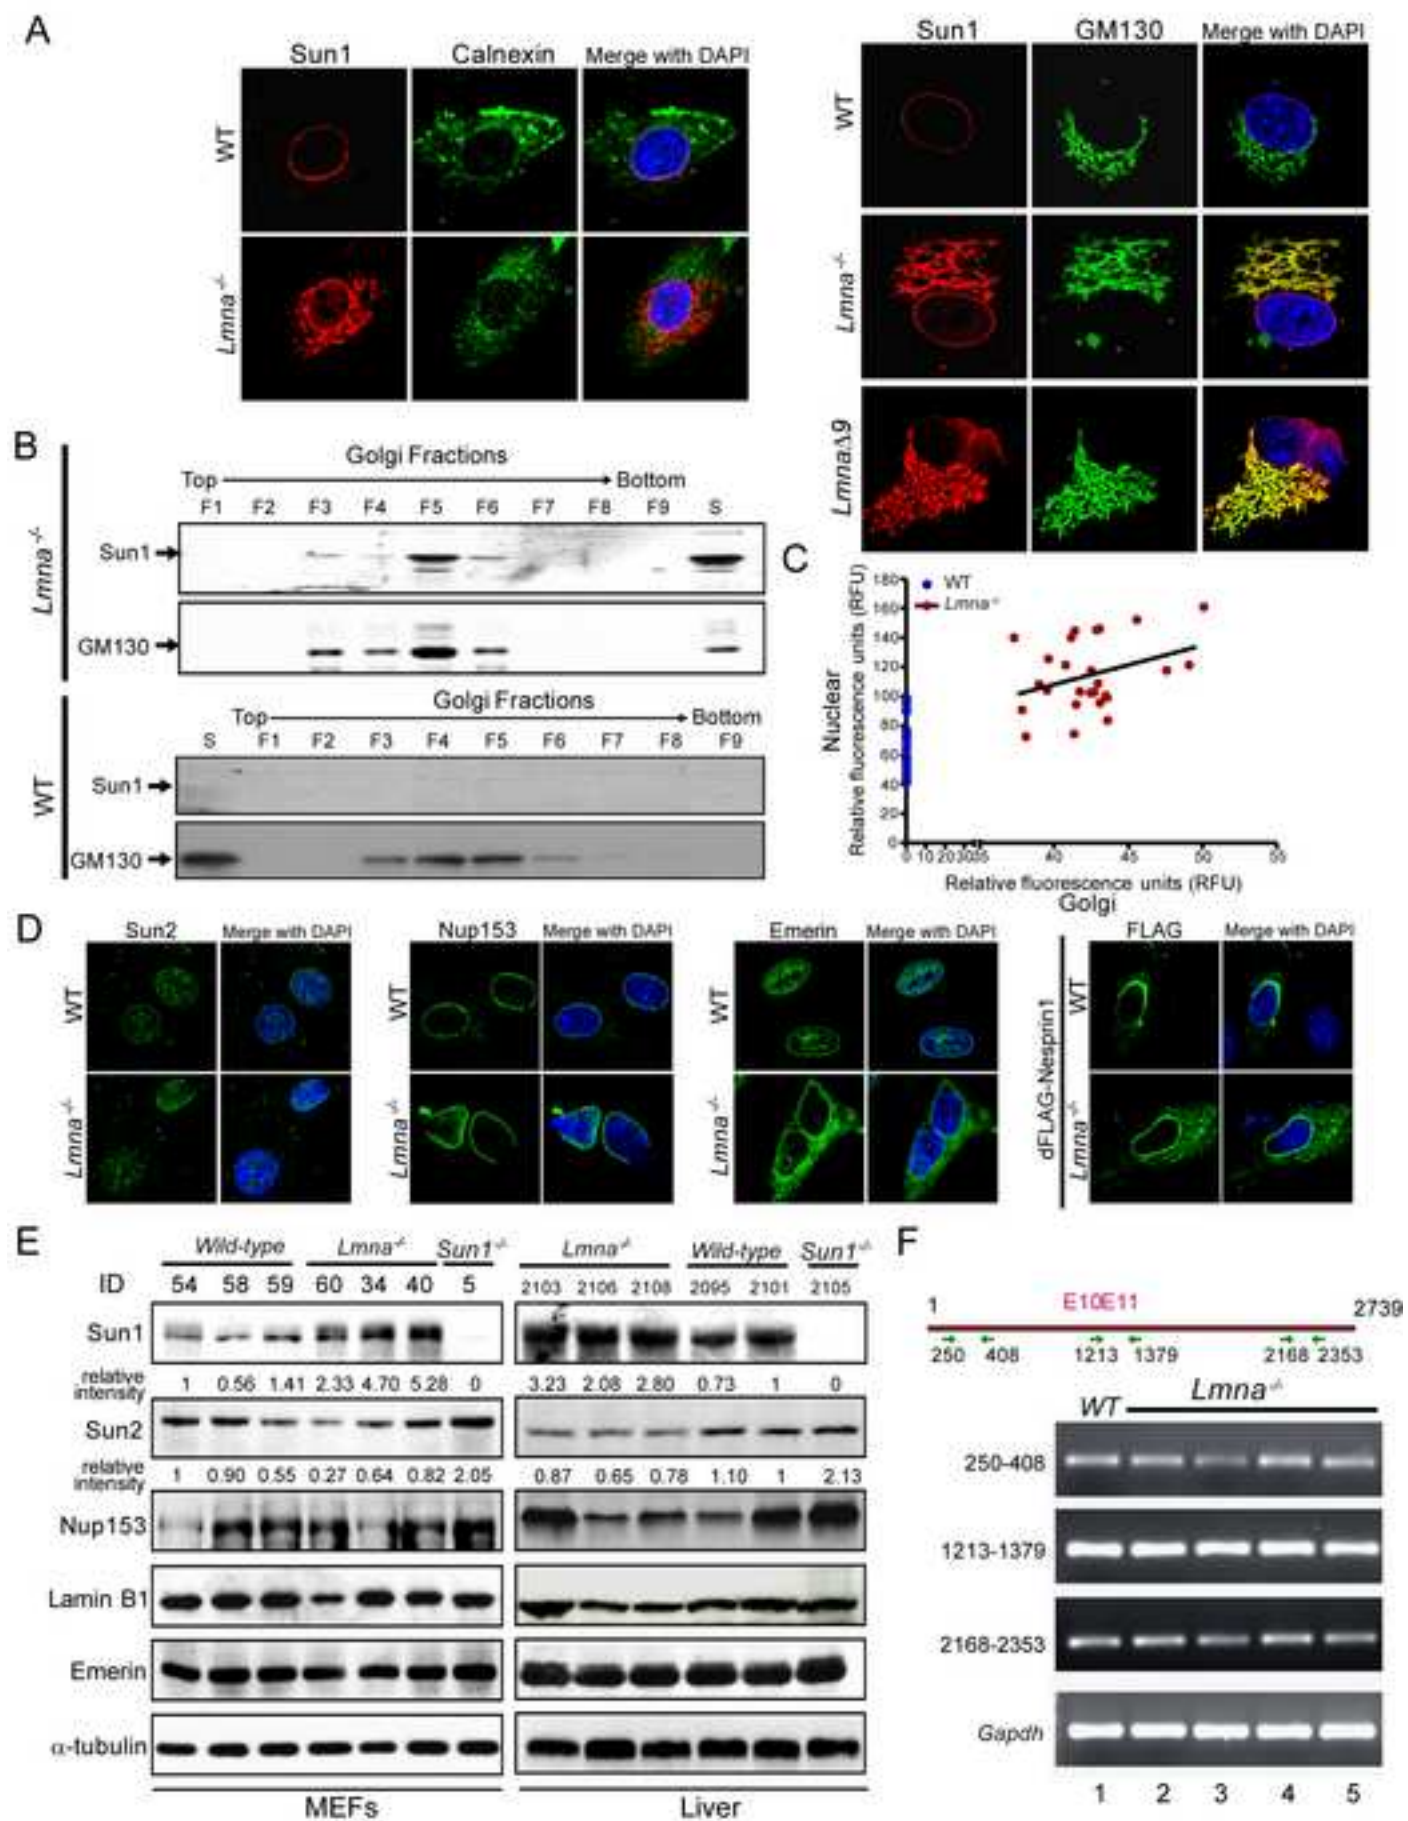 A
Sun1 Calnexin Merge with DAPI
WT
Lmna-/-
Sun1 GM130 Merge with DAPI
WT
Lmna-/-
LmnaΔ9
B
Lmna-/-
Golgi Fractions
Top Bottom
F1 F2 F3 F4 F5 F6 F7 F8 F9 S
Sun1
GM130
WT
Golgi Fractions
Top Bottom
S F1 F2 F3 F4 F5 F6 F7 F8 F9
Sun1
GM130
C
Nuclear
Relative fluorescence units (RFU)
WT
Lmna-/-
180
160
140
120
100
80
60
40
20
0
0 10 20 30 35 40 45 50 55
Relative fluorescence units (RFU)
Golgi
D
Sun2 Merge with DAPI
WT
Lmna-/-
Nup153 Merge with DAPI
WT
Lmna-/-
Emerin Merge with DAPI
WT
Lmna-/-
dFLAG-Nesprin1
FLAG Merge with DAPI
WT
Lmna-/-
E
Wild-type Lmna-/- Sun1-/- Lmna-/- Wild-type Sun1-/-
ID 54 58 59 60 34 40 5 2103 2106 2108 2095 2101 2105
Sun1
relative intensity 1 0.56 1.41 2.33 4.70 5.28 0 3.23 2.08 2.80 0.73 1 0
Sun2
relative intensity 1 0.90 0.55 0.27 0.64 0.82 2.05 0.87 0.65 0.78 1.10 1 2.13
Nup153
Lamin B1
Emerin
α-tubulin
MEFs Liver
F
1 E10E11 2739
250 408 1213 1379 2168 2353
WT Lmna-/-
250-408
1213-1379
2168-2353
Gapdh
1 2 3 4 5